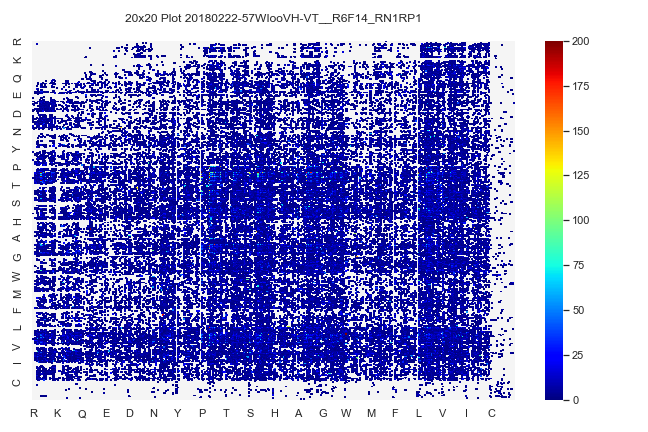 20x20 Plot 20180222-57WlooVH-VT__R6F14_RN1RP1
R
K
Q
E
D
N
Y
P
T
S
H
A
G
W
M
F
L
V
I
C
R K Q E D N Y P T S H A G W M F L V I C
200
175
150
125
100
75
50
25
0